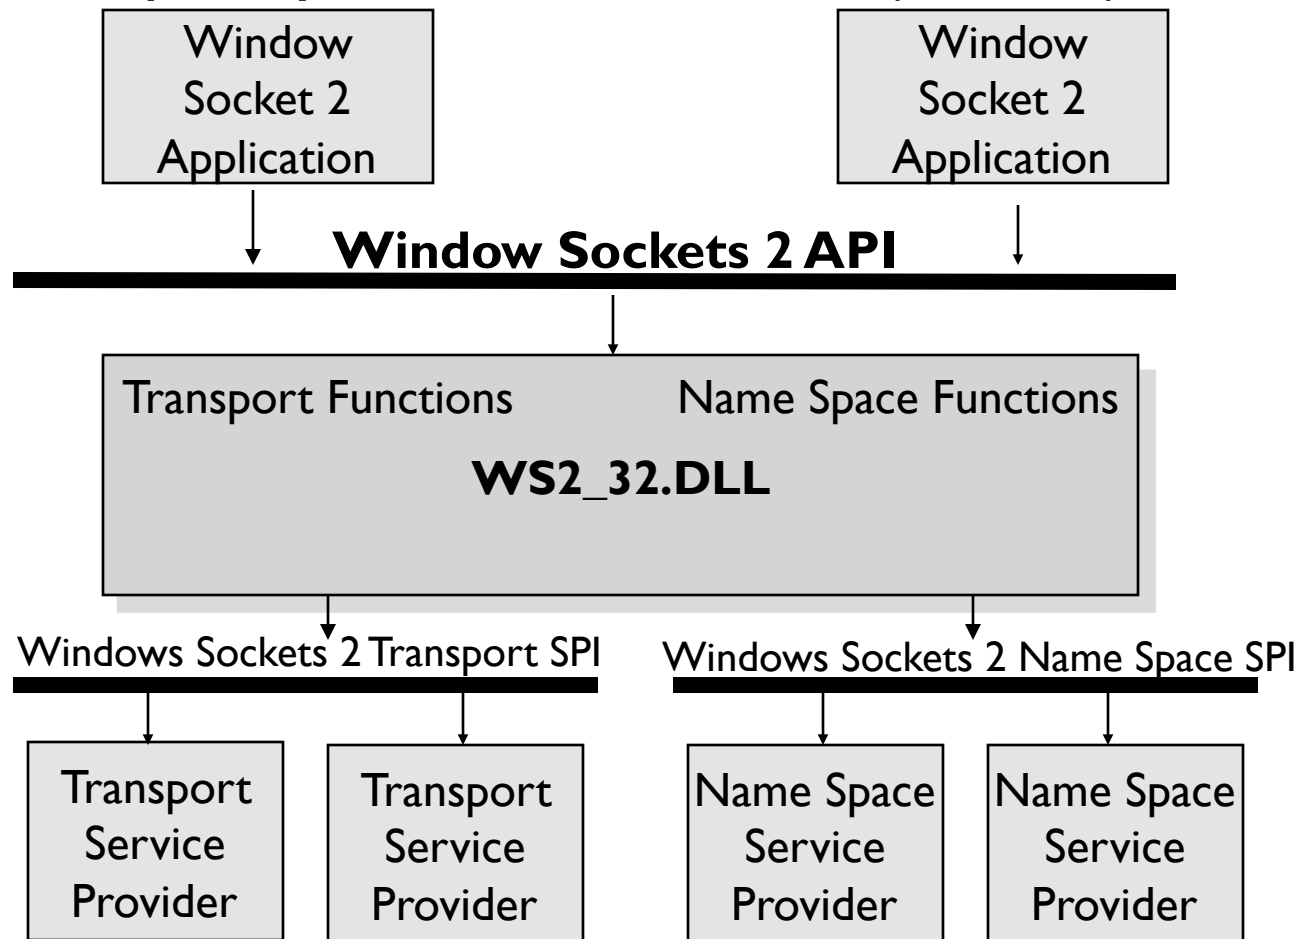 Window
Socket 2
Application
Window
Socket 2
Application
Window Sockets 2 API
Transport Functions
Name Space Functions
WS2_32.DLL
Windows Sockets 2 Transport SPI
Windows Sockets 2 Name Space SPI
Transport
Service
Provider
Transport
Service
Provider
Name Space
Service
Provider
Name Space
Service
Provider